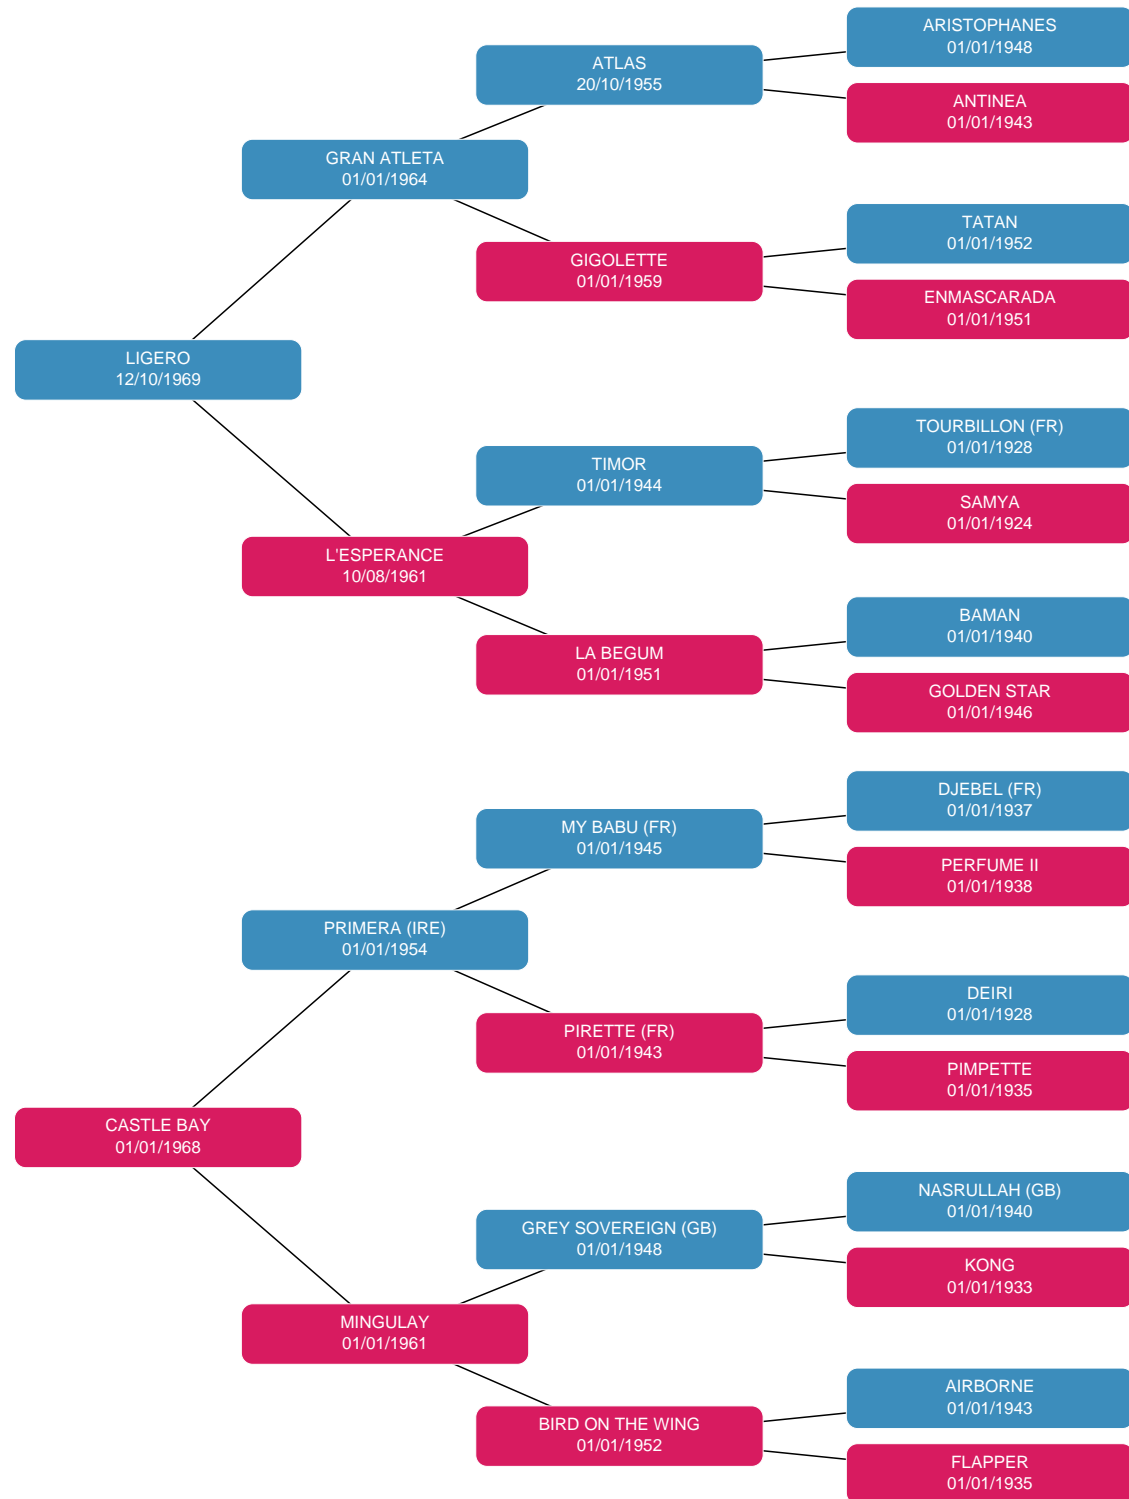 ARISTOPHANES
01/01/1948
ATLAS
20/10/1955
ANTINEA
01/01/1943
GRAN ATLETA
01/01/1964
TATAN
01/01/1952
GIGOLETTE
01/01/1959
ENMASCARADA
01/01/1951
LIGERO
12/10/1969
TOURBILLON (FR)
01/01/1928
TIMOR
01/01/1944
SAMYA
01/01/1924
L'ESPERANCE
10/08/1961
BAMAN
01/01/1940
LA BEGUM
01/01/1951
GOLDEN STAR
01/01/1946
DJEBEL (FR)
01/01/1937
MY BABU (FR)
01/01/1945
PERFUME II
01/01/1938
PRIMERA (IRE)
01/01/1954
DEIRI
01/01/1928
PIRETTE (FR)
01/01/1943
PIMPETTE
01/01/1935
CASTLE BAY
01/01/1968
NASRULLAH (GB)
01/01/1940
GREY SOVEREIGN (GB)
01/01/1948
KONG
01/01/1933
MINGULAY
01/01/1961
AIRBORNE
01/01/1943
BIRD ON THE WING
01/01/1952
FLAPPER
01/01/1935